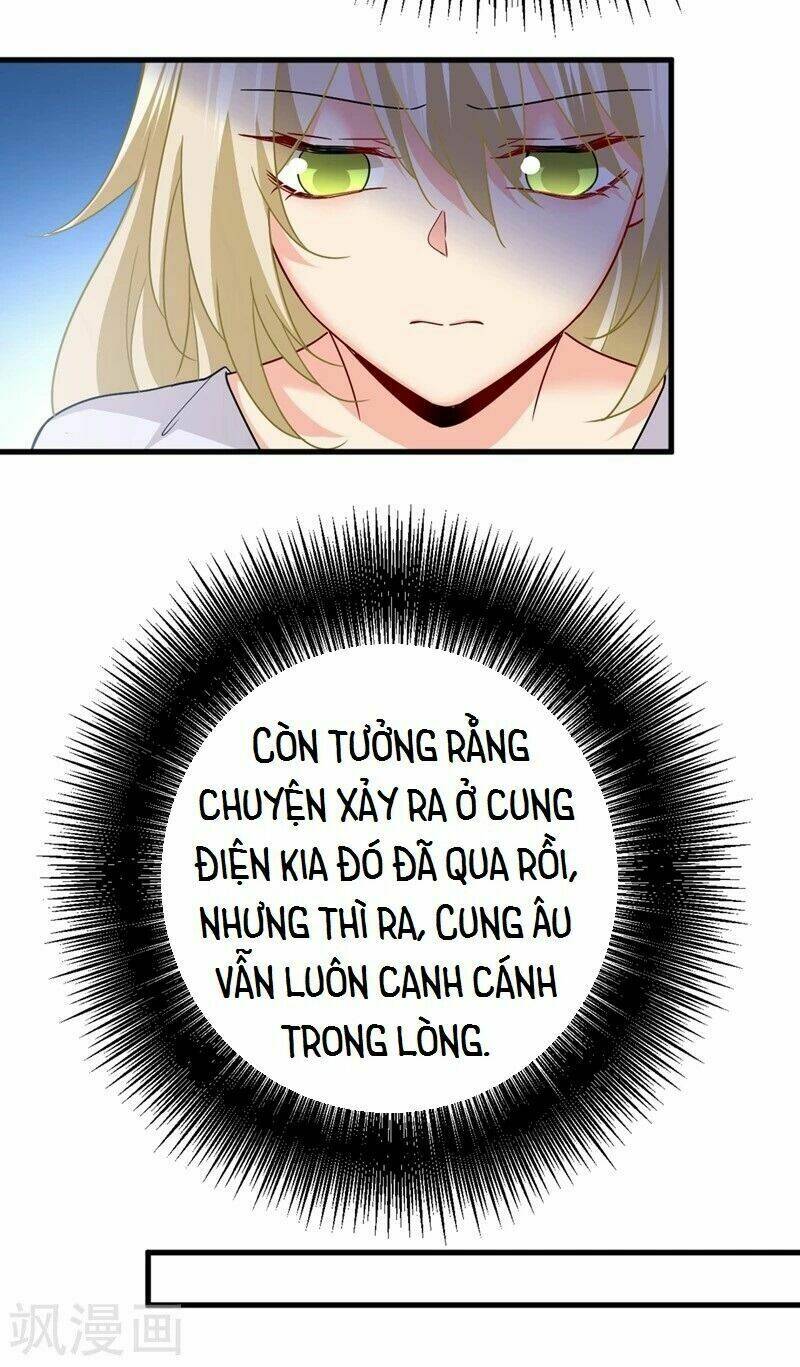 CÒN TƯỞNG RẰNG
CHUYỆN XẢY RA Ở CUNG
ĐIỆN KIA ĐÓ ĐÃ QUA RỒI,
NHƯNG THÌ RA, CUNG ÂU
VẪN LUÔN CANH CÁNH
TRONG LÒNG.
飒漫画